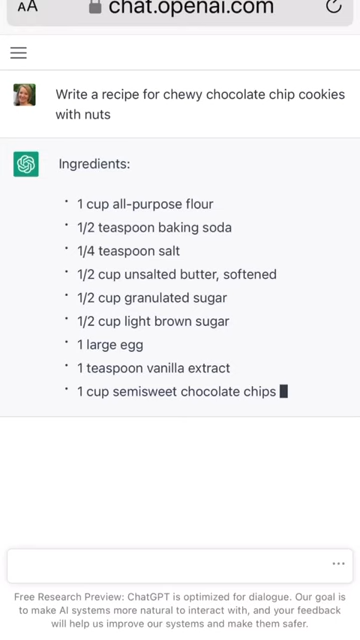 AA chat.openai.com
Write a recipe for chewy chocolate chip cookies
with nuts
Ingredients:
• 1 cup all-purpose flour
• 1/2 teaspoon baking soda
• 1/4 teaspoon salt
• 1/2 cup unsalted butter, softened
• 1/2 cup granulated sugar
• 1/2 cup light brown sugar
• 1 large egg
• 1 teaspoon vanilla extract
• 1 cup semisweet chocolate chips
Free Research Preview: ChatGPT is optimized for dialogue. Our goal is
to make AI systems more natural to interact with, and your feedback
will help us improve our systems and make them safer.